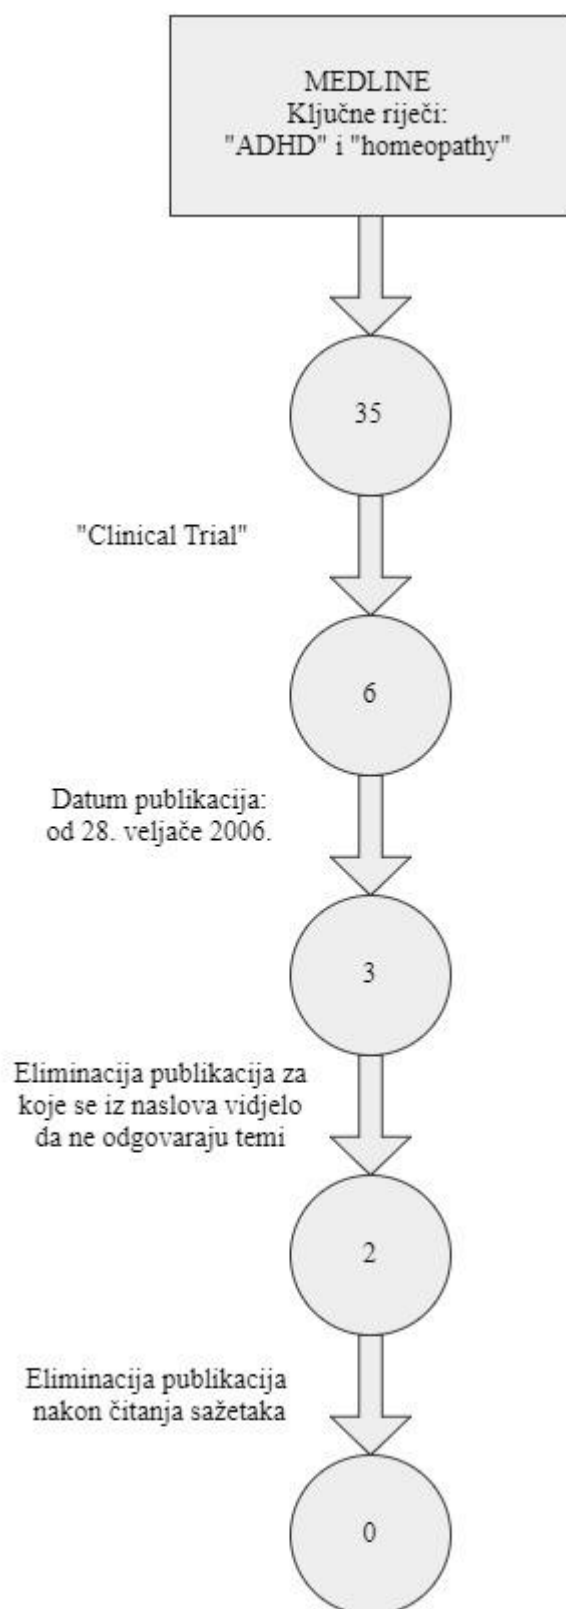 MEDLINE
Ključne riječi:
"ADHD" i "homeopathy"
35
"Clinical Trial"
6
Datum publikacija:
od 28. veljače 2006.
3
Eliminacija publikacija za
koje se iz naslova vidjelo
da ne odgovaraju temi
2
Eliminacija publikacija
nakon čitanja sažetaka
0